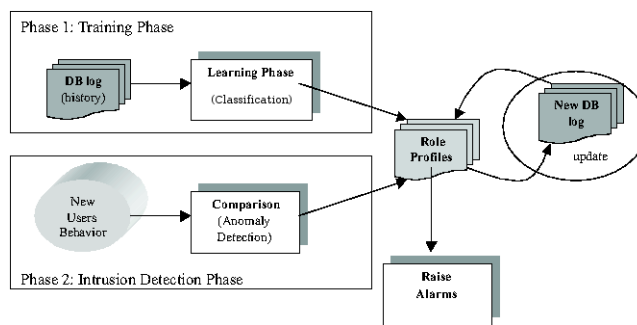 Phase 1: Training Phase
DB log
(history)
Learning Phase
(Classification)
New DB
log
update
Role
Profiles
New
Users
Behavior
Comparison
(Anomaly
Detection)
Phase 2: Intrusion Detection Phase
Raise
Alarms